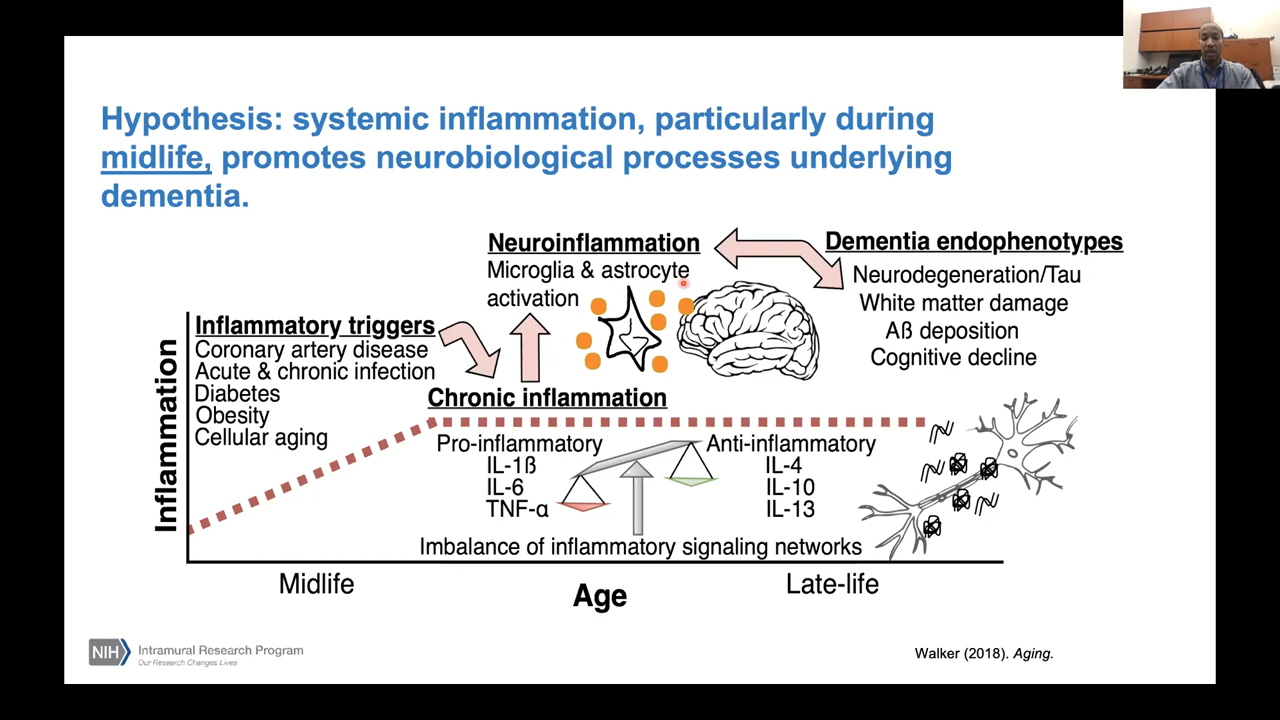 Hypothesis: systemic inflammation, particularly during
midlife, promotes neurobiological processes underlying
dementia.
Neuroinflammation
Microglia & astrocyte
activation
Dementia endophenotypes
Neurodegeneration/Tau
White matter damage
Aß deposition
Cognitive decline
Inflammatory triggers
Coronary artery disease
Acute & chronic infection
Diabetes
Obesity
Cellular aging
Chronic inflammation
Pro-inflammatory
IL-1ß
IL-6
TNF-α
Anti-inflammatory
IL-4
IL-10
IL-13
Imbalance of inflammatory signaling networks
Inflammation
Midlife
Age
Late-life
NIH
Intramural Research Program
Our Research Changes Lives
Walker (2018). Aging.